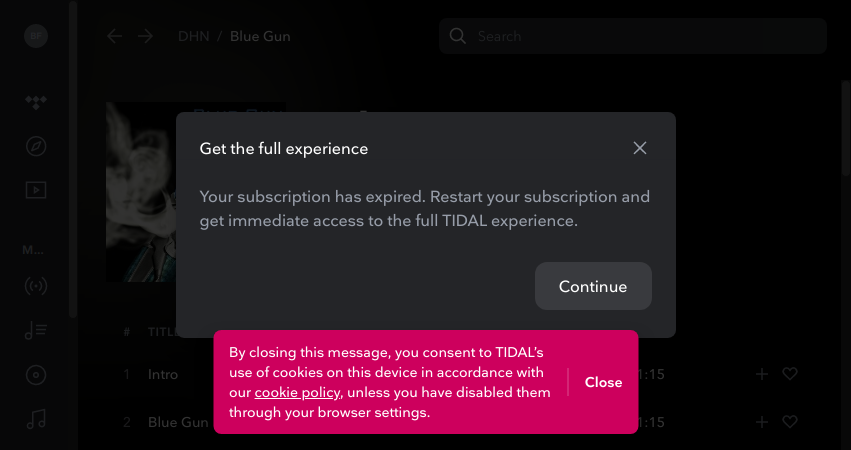 BF
DHN / Blue Gun
Search
Get the full experience
Your subscription has expired. Restart your subscription and
get immediate access to the full TIDAL experience.
Continue
M...
# TITLE
By closing this message, you consent to TIDAL's
use of cookies on this device in accordance with
our cookie policy, unless you have disabled them
through your browser settings.
Close
1 Intro 1:15
2 Blue Gun 1:15